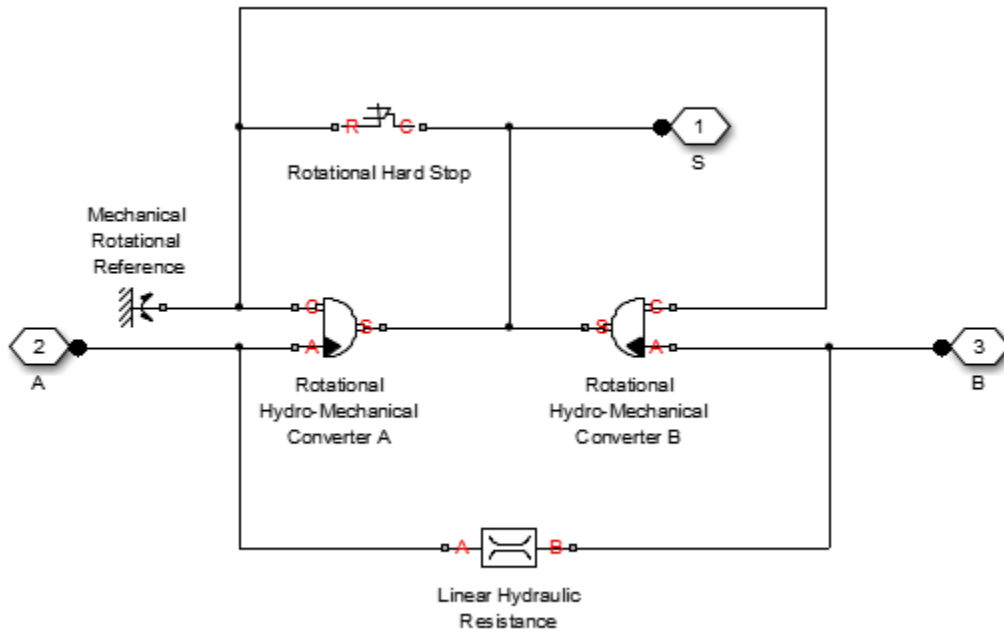 R
C
1
S
Rotational Hard Stop
Mechanical
Rotational
Reference
C
S
S
C
2
A
A
A
3
B
Rotational
Hydro-Mechanical
Converter A
Rotational
Hydro-Mechanical
Converter B
A
B
Linear Hydraulic
Resistance